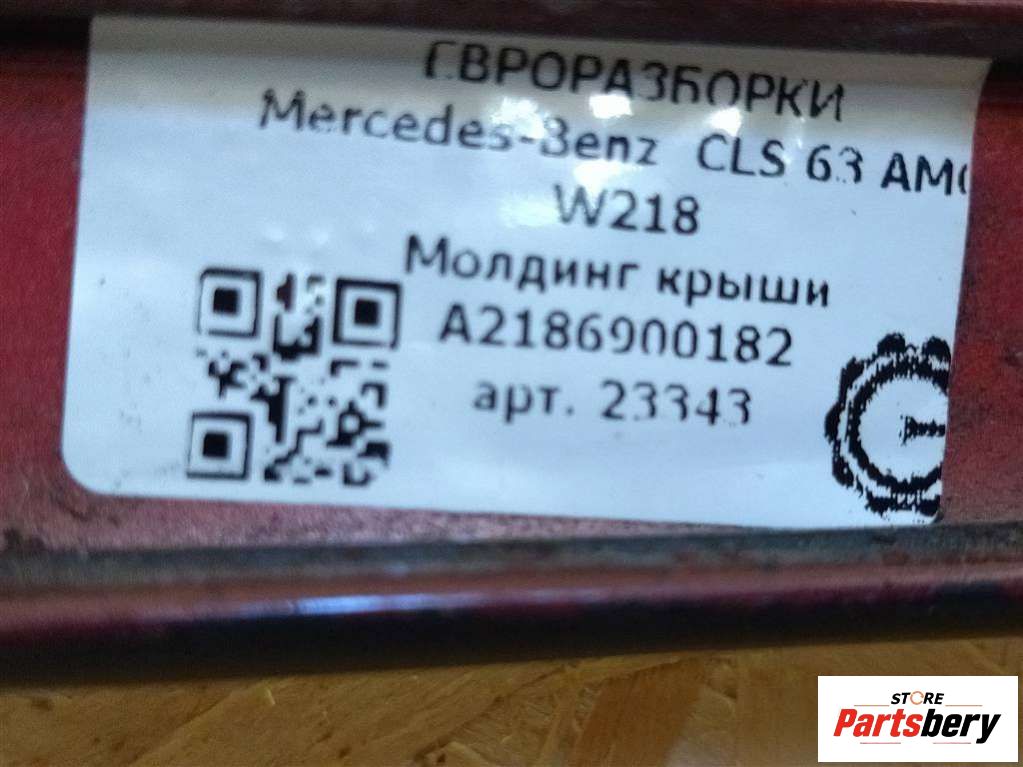 ЕВРОРАЗБОРКИ
Mercedes-Benz CLS 63 AMG
W218
Молдинг крыши
A2186900182
арт. 23343
STORE
Partsbery